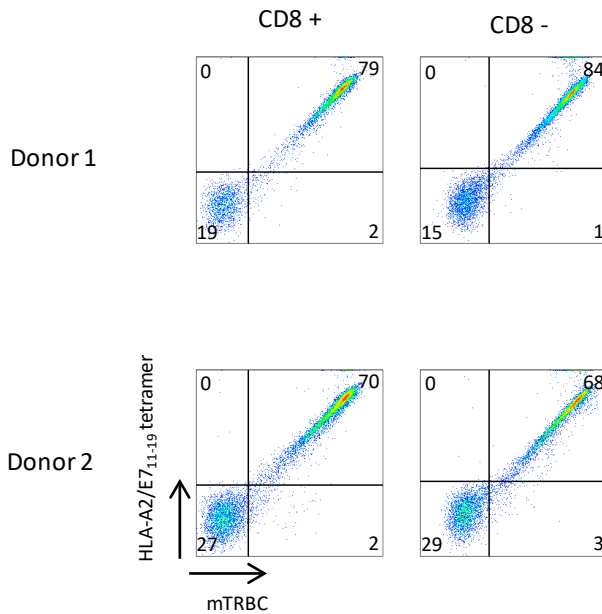 CD8 +
CD8 -
Donor 1
0
79
19
2
0
84
15
1
Donor 2
HLA-A2/E7₁₁₋₁₉ tetramer
0
70
27
2
0
68
29
3
mTRBC